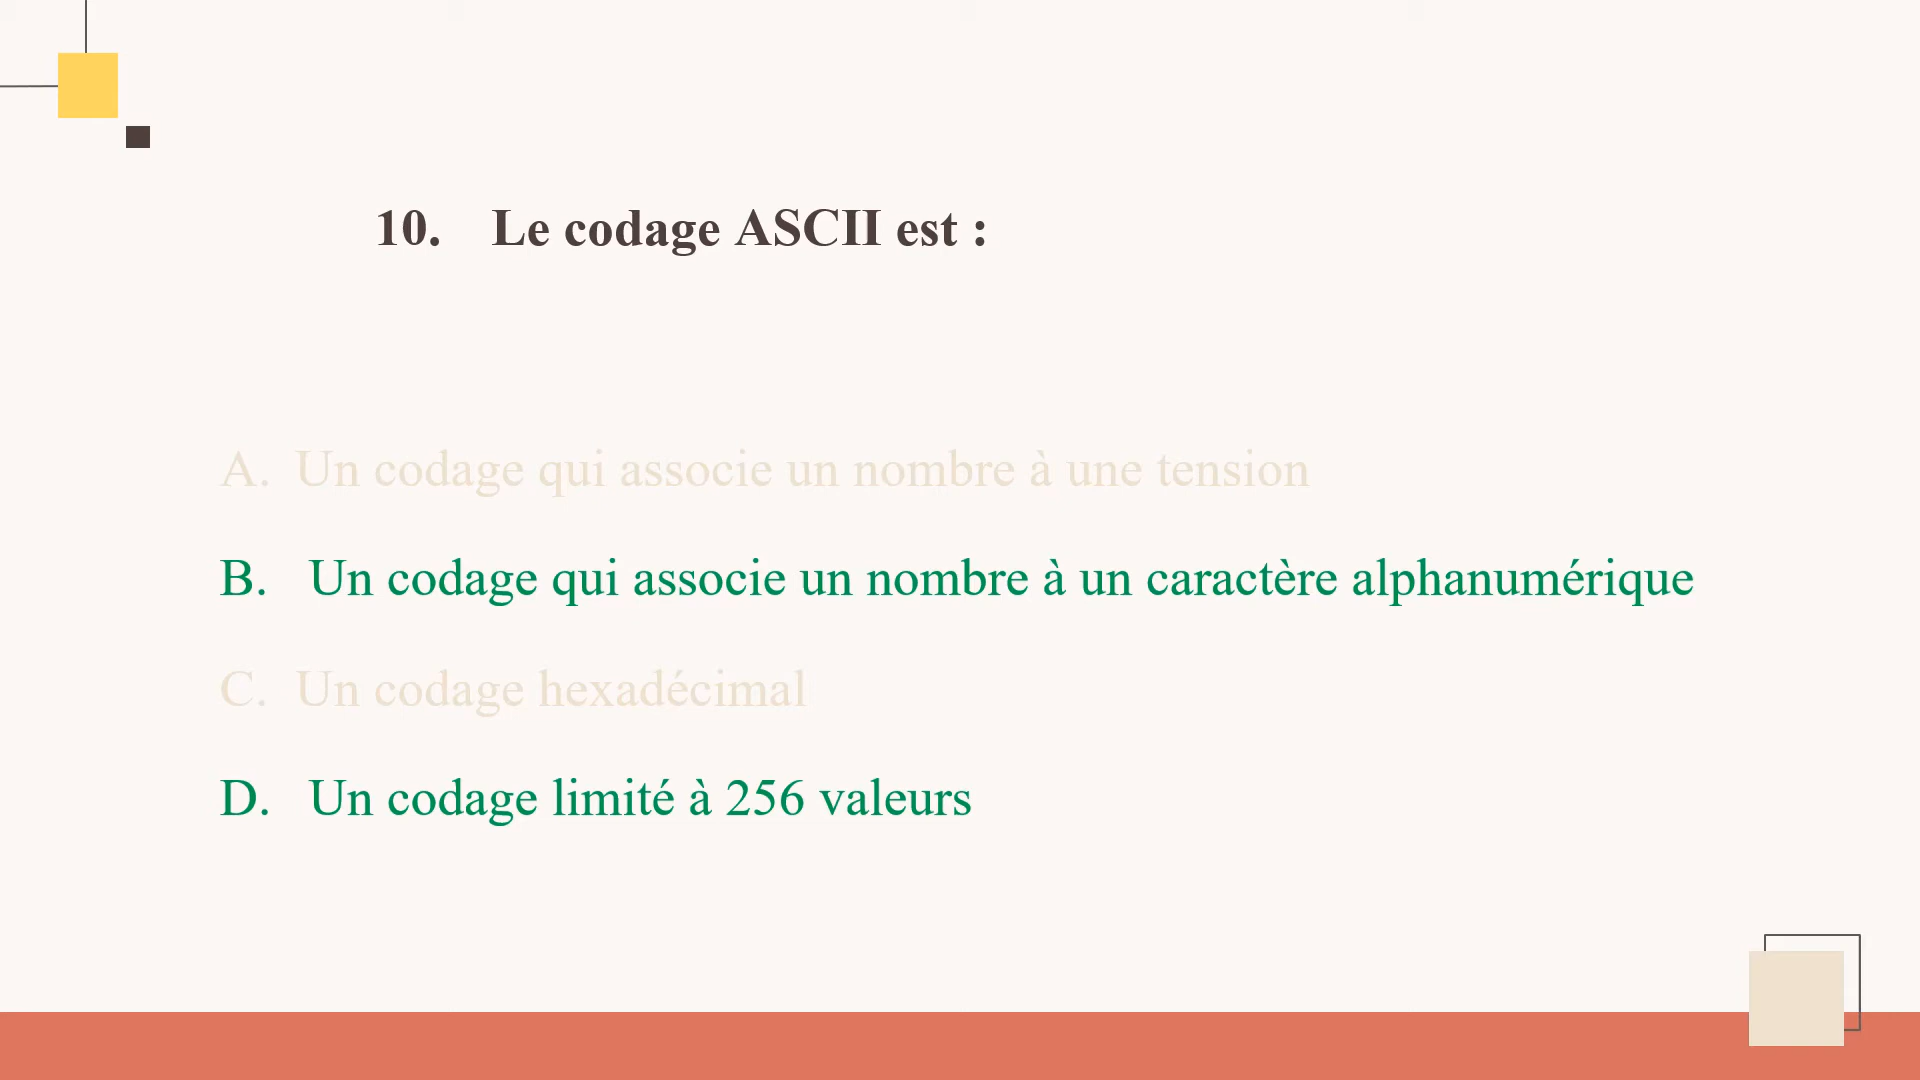 10. Le codage ASCII est :
A. Un codage qui associe un nombre à une tension
B. Un codage qui associe un nombre à un caractère alphanumérique
C. Un codage hexadécimal
D. Un codage limité à 256 valeurs